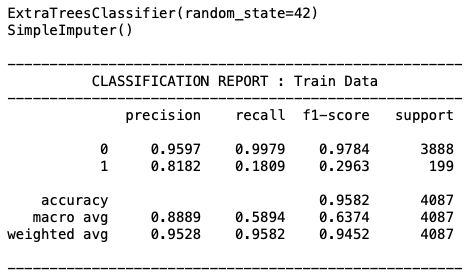 ExtraTreesClassifier(random_state=42)
SimpleImputer()
CLASSIFICATION REPORT : Train Data
precision recall f1-score support
0 0.9597 0.9979 0.9784 3888
1 0.8182 0.1809 0.2963 199
accuracy 0.9582 4087
macro avg 0.8889 0.5894 0.6374 4087
weighted avg 0.9528 0.9582 0.9452 4087